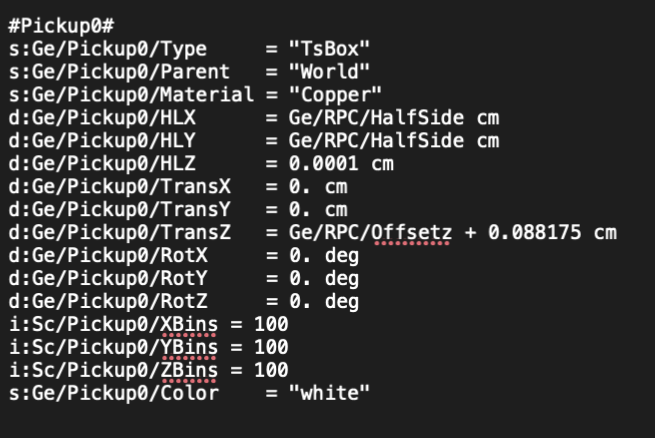 #Pickup0#
s:Ge/Pickup0/Type     = "TsBox"
s:Ge/Pickup0/Parent   = "World"
s:Ge/Pickup0/Material = "Copper"
d:Ge/Pickup0/HLX      = Ge/RPC/HalfSide cm
d:Ge/Pickup0/HLY      = Ge/RPC/HalfSide cm
d:Ge/Pickup0/HLZ      = 0.0001 cm
d:Ge/Pickup0/TransX   = 0. cm
d:Ge/Pickup0/TransY   = 0. cm
d:Ge/Pickup0/TransZ   = Ge/RPC/Offsetz + 0.088175 cm
d:Ge/Pickup0/RotX     = 0. deg
d:Ge/Pickup0/RotY     = 0. deg
d:Ge/Pickup0/RotZ     = 0. deg
i:Sc/Pickup0/XBins = 100
i:Sc/Pickup0/YBins = 100
i:Sc/Pickup0/ZBins = 100
s:Ge/Pickup0/Color    = "white"